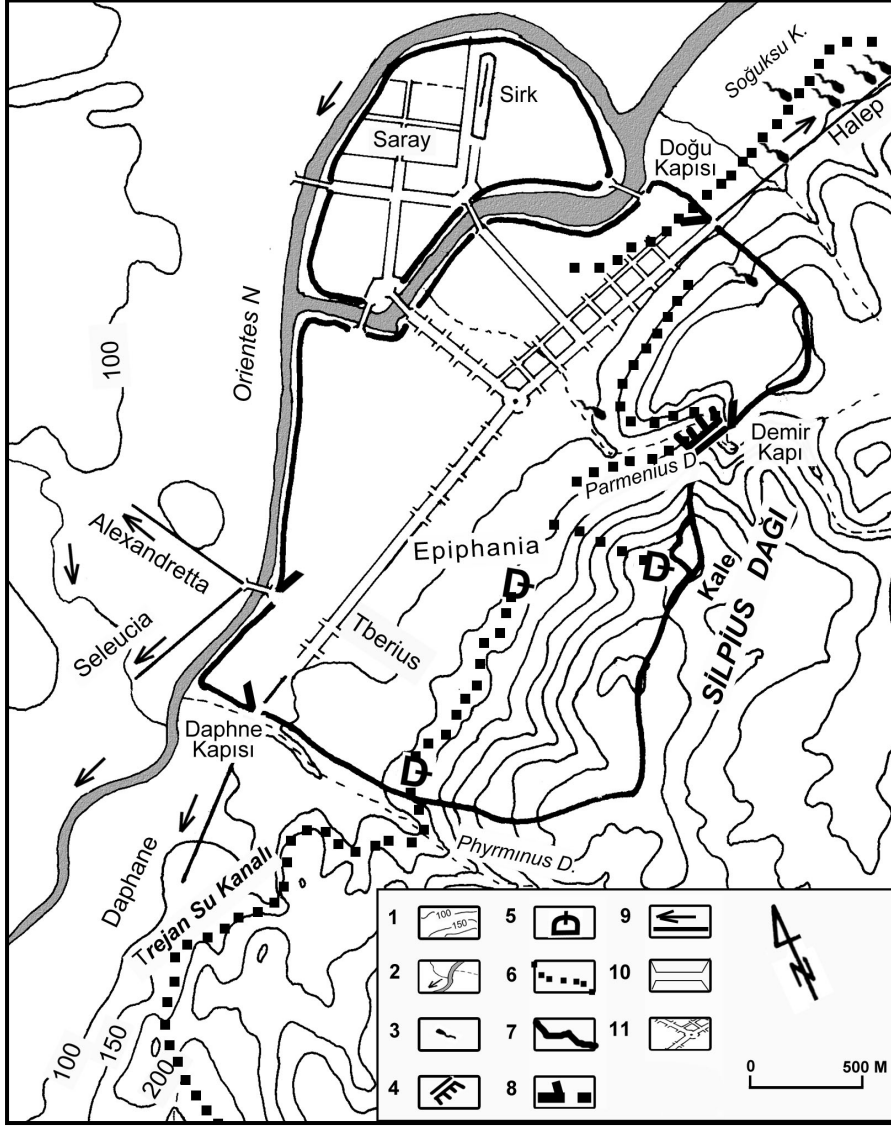 Soğuksu K.
Halep
Sirk
Saray
Doğu
Kapısı
Orientes N
100
Demir
Kapı
Parmenius D
Epiphania
Kale
SİLPİUS DAĞI
Alexandretta
Seleucia
Tberius
Daphne
Kapısı
Daphane
Trejan Su Kanalı
Phyrmınus D.
100
150
200
1
100
150
2
3
4
5
6
7
8
9
10
11
N
0
500 M